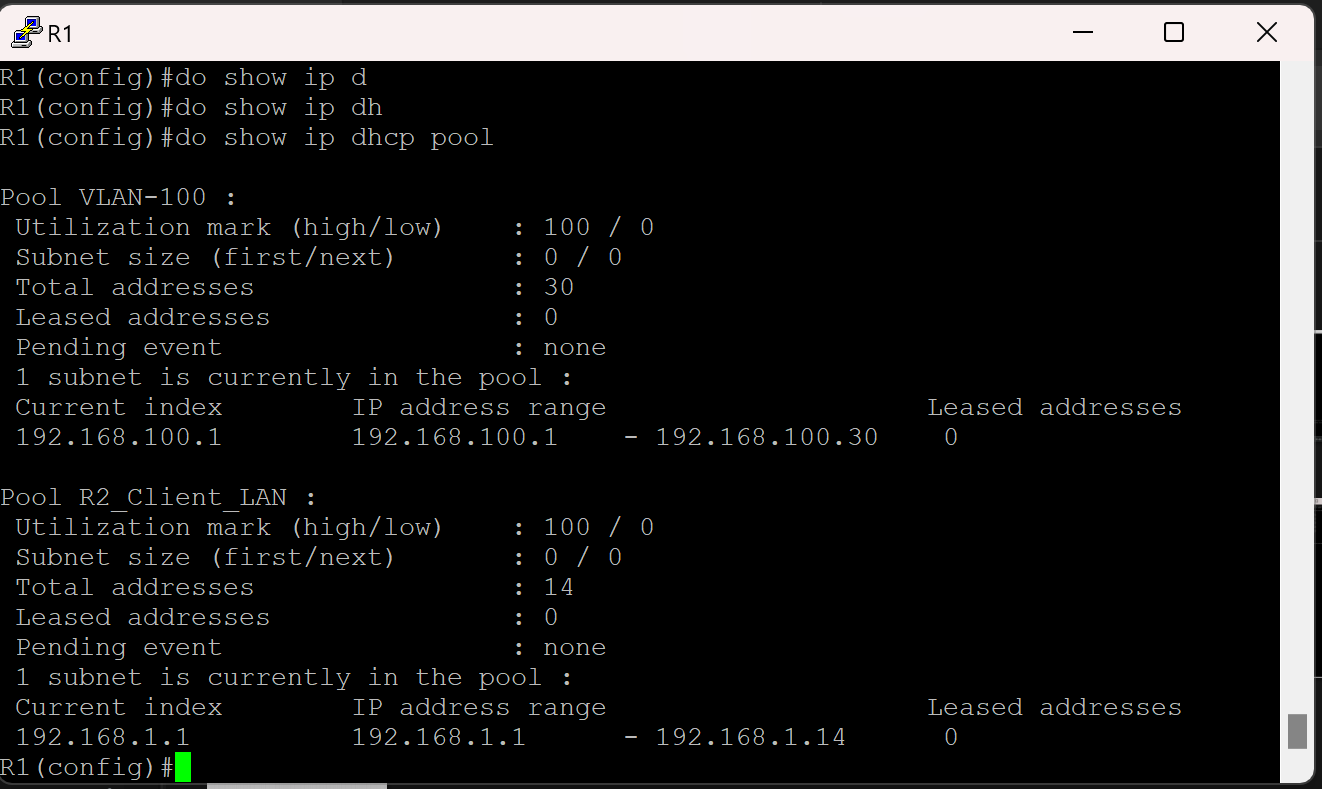 R1
R1(config)#do show ip d
R1(config)#do show ip dh
R1(config)#do show ip dhcp pool
Pool VLAN-100 :
Utilization mark (high/low) : 100 / 0
Subnet size (first/next) : 0 / 0
Total addresses : 30
Leased addresses : 0
Pending event : none
1 subnet is currently in the pool :
Current index IP address range Leased addresses
192.168.100.1 192.168.100.1 - 192.168.100.30 0
Pool R2_Client_LAN :
Utilization mark (high/low) : 100 / 0
Subnet size (first/next) : 0 / 0
Total addresses : 14
Leased addresses : 0
Pending event : none
1 subnet is currently in the pool :
Current index IP address range Leased addresses
192.168.1.1 192.168.1.1 - 192.168.1.14 0
R1(config)#